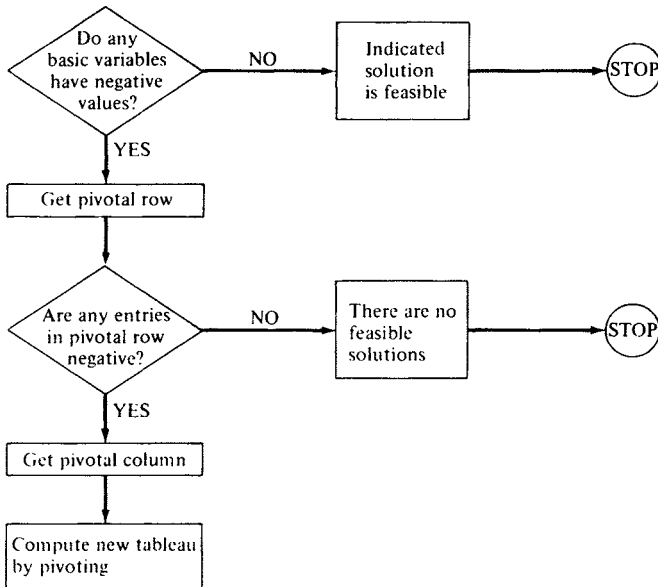 Do any
basic variables
have negative
values?
NO
Indicated
solution
is feasible
STOP
YES
Get pivotal row
Are any entries
in pivotal row
negative?
NO
There are no
feasible
solutions
STOP
YES
Get pivotal column
Compute new tableau
by pivoting